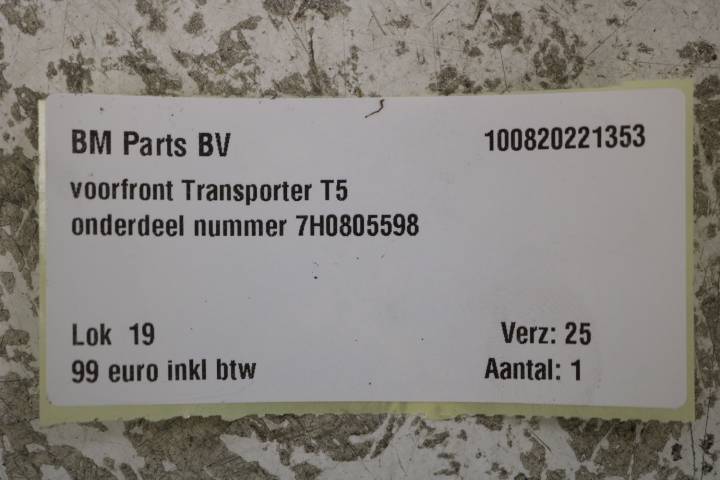 BM Parts BV 100820221353
voorfront Transporter T5
onderdeel nummer 7H0805598
Lok 19 Verz: 25
99 euro inkl btw Aantal: 1